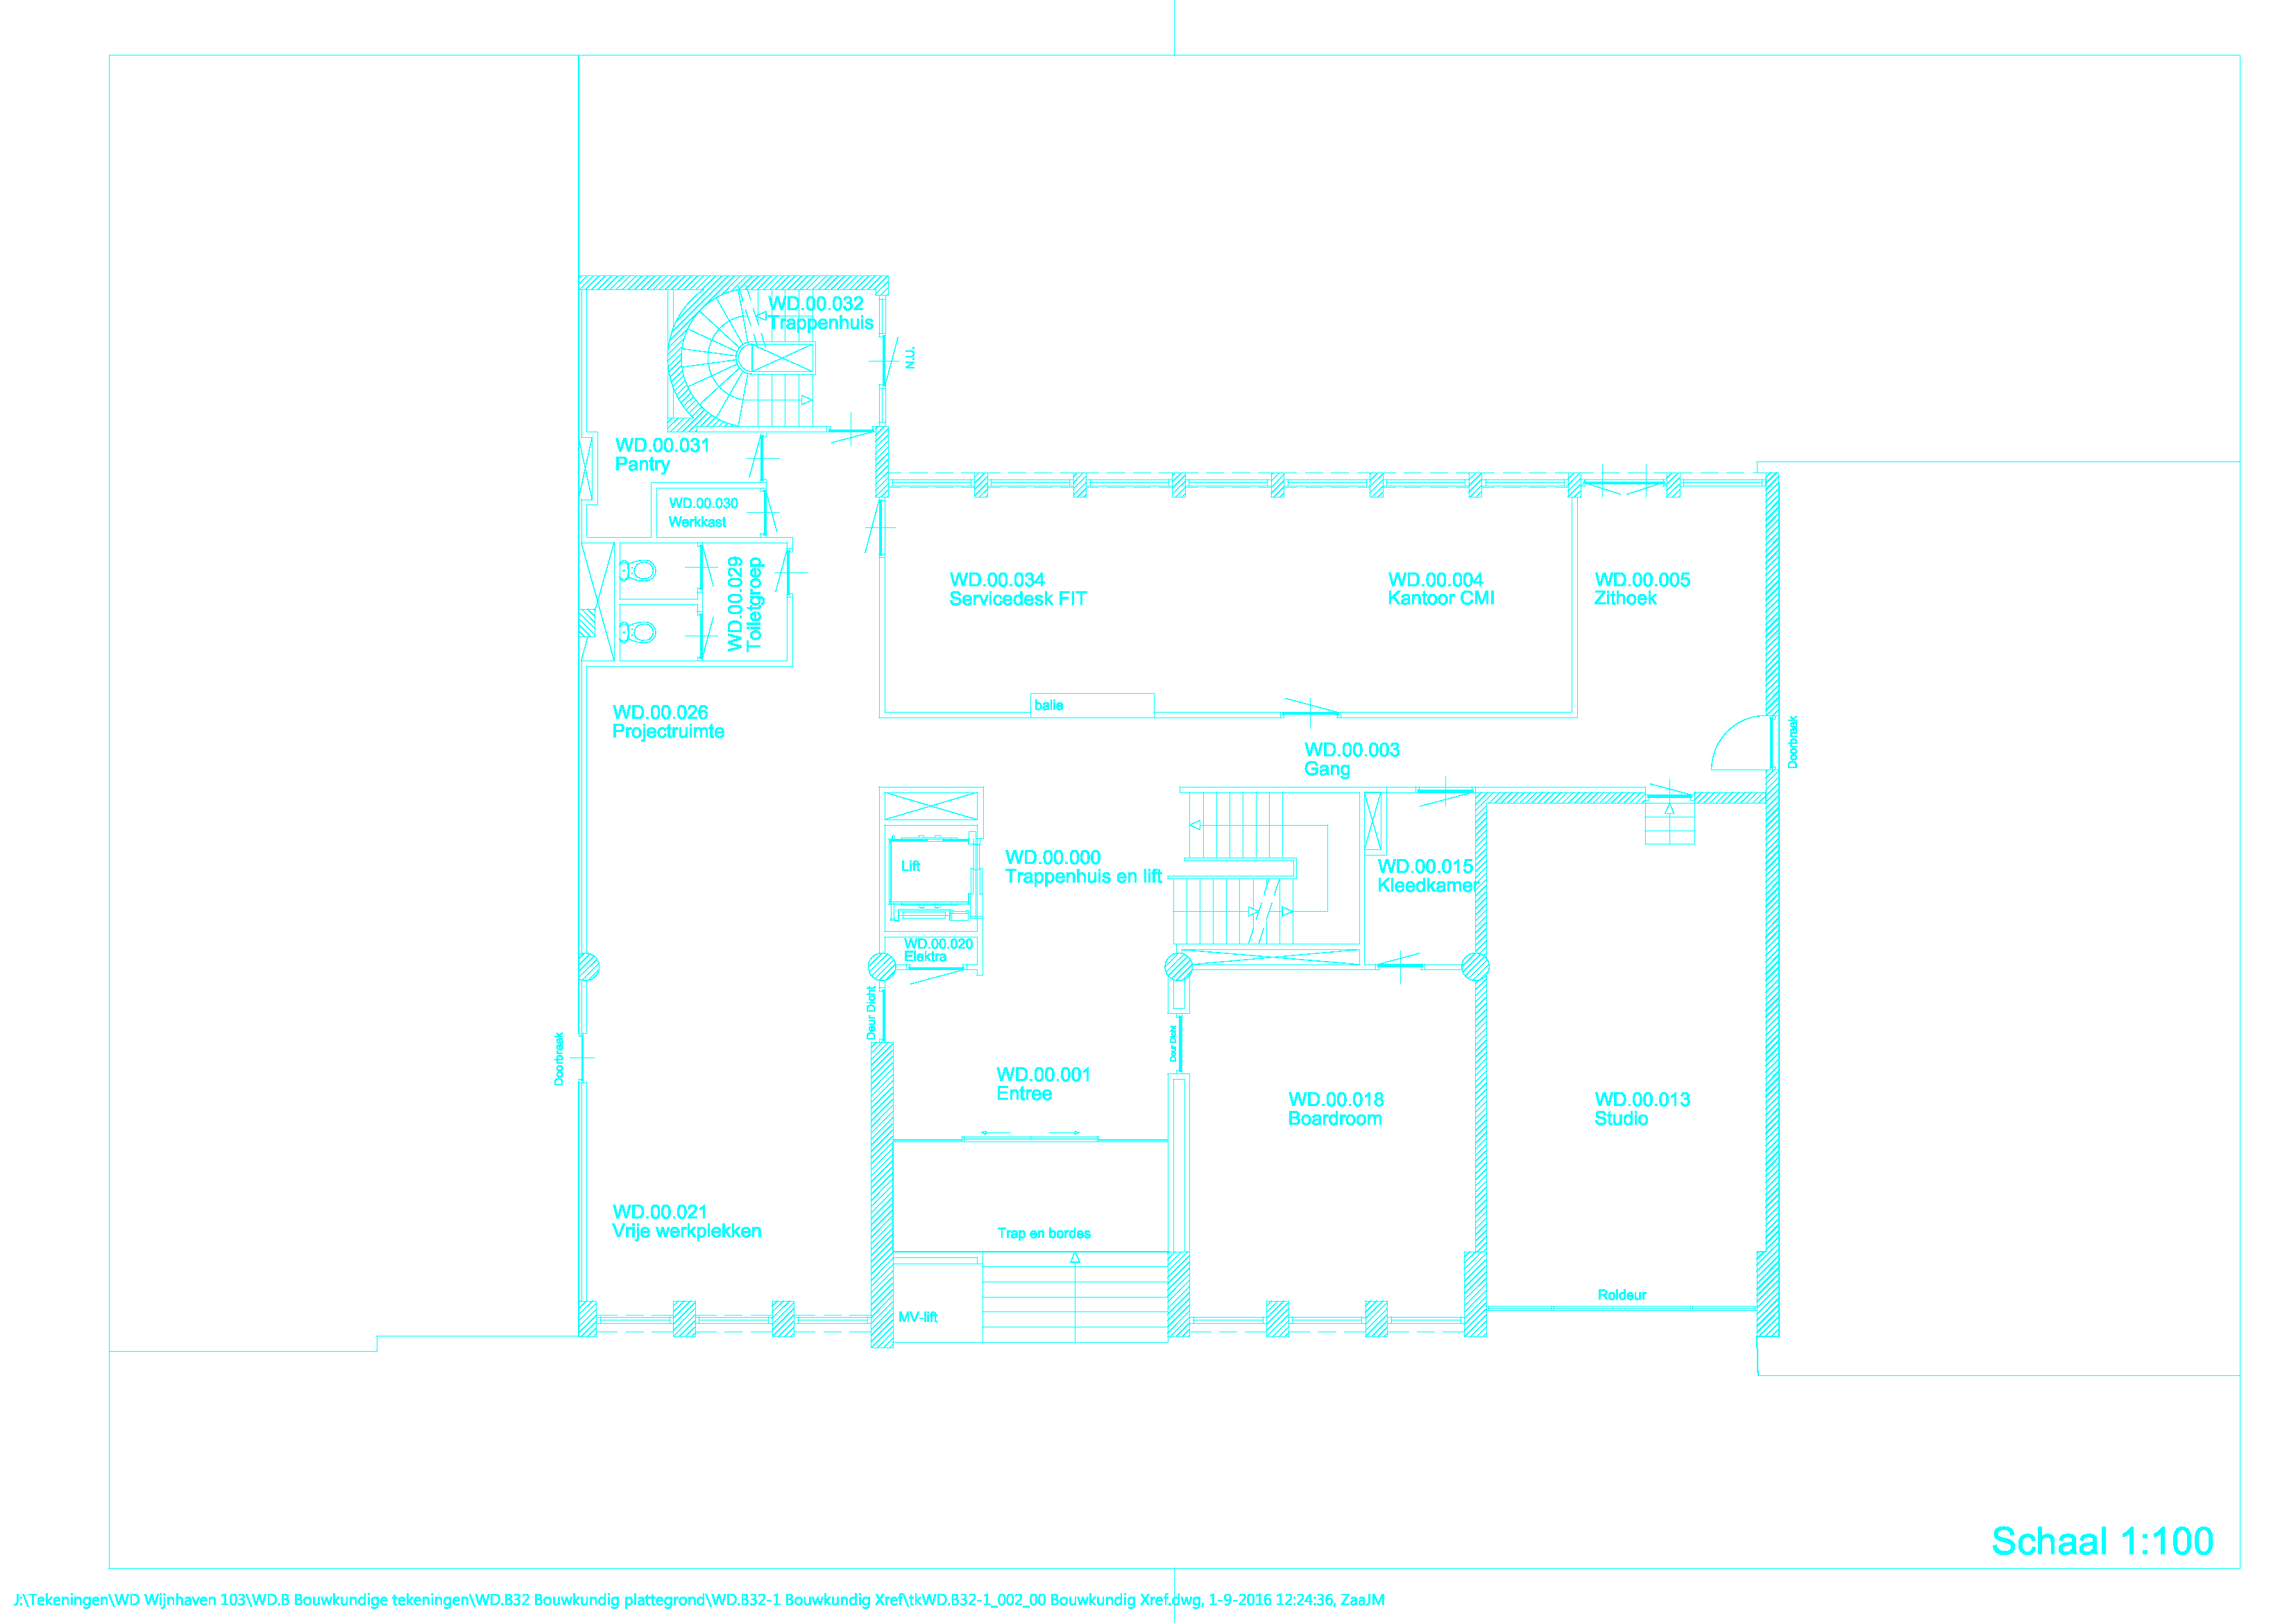 WD.00.032
Trappenhuis
N.U.
WD.00.031
Pantry
WD.00.030
Werkkast
WD.00.029
Toiletgroep
WD.00.034
Servicedesk FIT
WD.00.004
Kantoor CMI
WD.00.005
Zithoek
balie
WD.00.026
Projectruimte
WD.00.003
Gang
Doorbraak
Lift
WD.00.000
Trappenhuis en lift
WD.00.015
Kleedkamer
WD.00.020
Elektra
Deur Dicht
Deur Dicht
Doorbraak
WD.00.001
Entree
WD.00.018
Boardroom
WD.00.013
Studio
WD.00.021
Vrije werkplekken
Trap en bordes
MV-lift
Roldeur
Schaal 1:100
J:\Tekeningen\WD Wijnhaven 103\WD.B Bouwkundige tekeningen\WD.B32 Bouwkundig plattegrond\WD.B32-1 Bouwkundig Xref\tkWD.B32-1_002_00 Bouwkundig Xref.dwg, 1-9-2016 12:24:36, ZaaJM